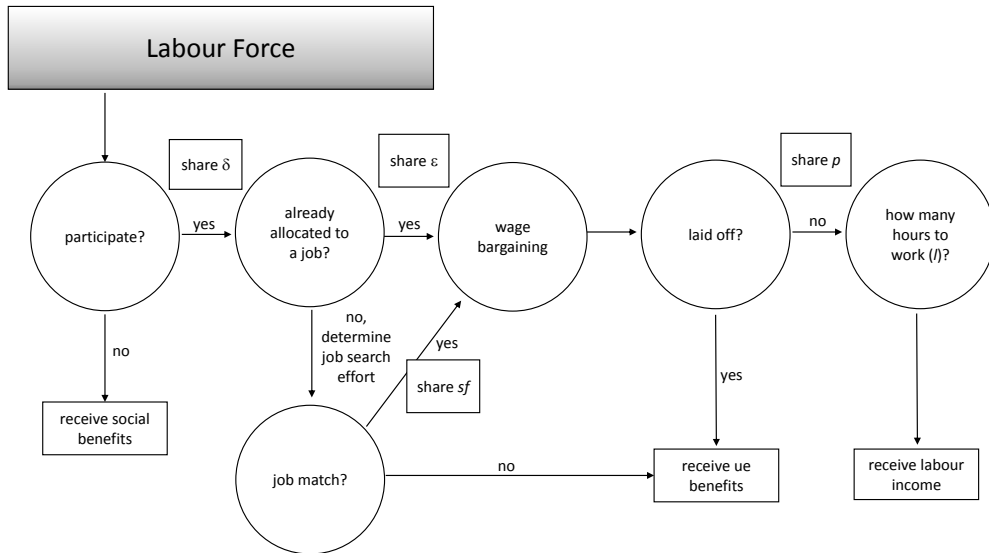 Labour Force
share δ
share ε
share p
participate?
yes
already
allocated to
a job?
yes
wage
bargaining
laid off?
no
how many
hours to
work (l)?
no
no,
determine
job search
effort
yes
share sf
yes
receive social
benefits
job match?
no
receive ue
benefits
receive labour
income